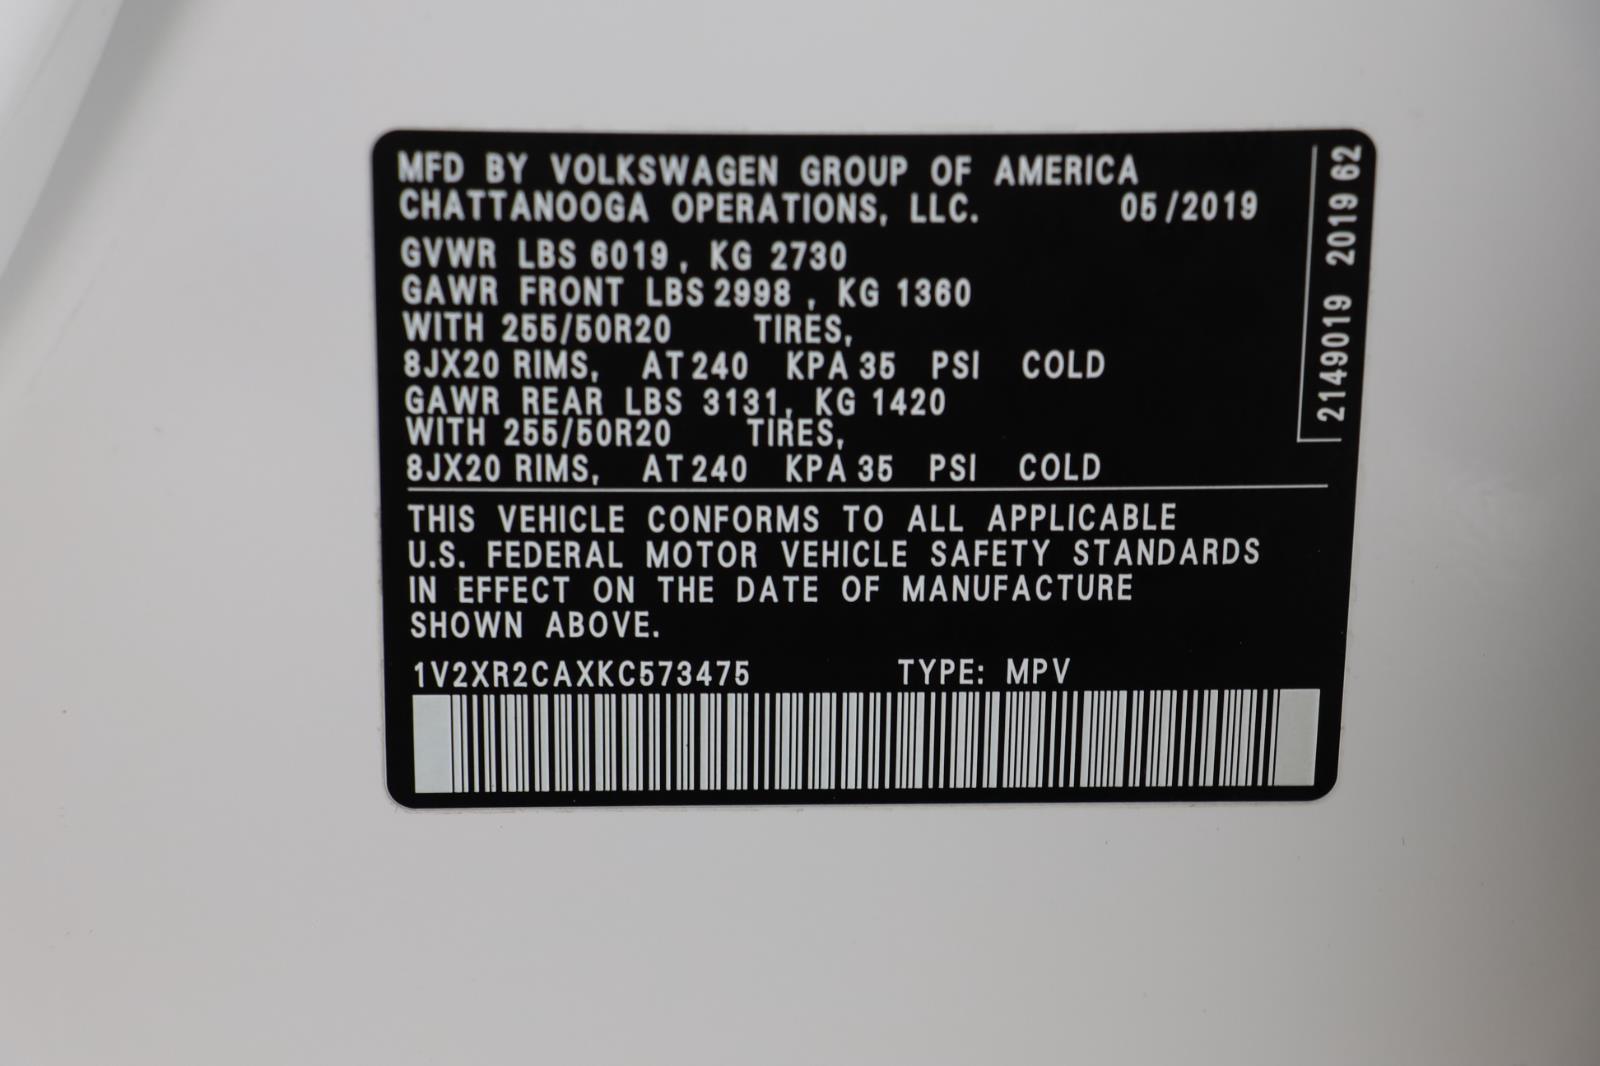 MFD BY VOLKSWAGEN GROUP OF AMERICA
CHATTANOOGA OPERATIONS, LLC. 05/2019
GVWR LBS 6019, KG 2730
GAWR FRONT LBS 2998, KG 1360
WITH 255/50R20 TIRES,
8JX20 RIMS, AT 240 KPA 35 PSI COLD
GAWR REAR LBS 3131, KG 1420
WITH 255/50R20 TIRES,
8JX20 RIMS, AT 240 KPA 35 PSI COLD
THIS VEHICLE CONFORMS TO ALL APPLICABLE
U.S. FEDERAL MOTOR VEHICLE SAFETY STANDARDS
IN EFFECT ON THE DATE OF MANUFACTURE
SHOWN ABOVE.
1V2XR2CAXKC573475 TYPE: MPV
2149019 2019 62